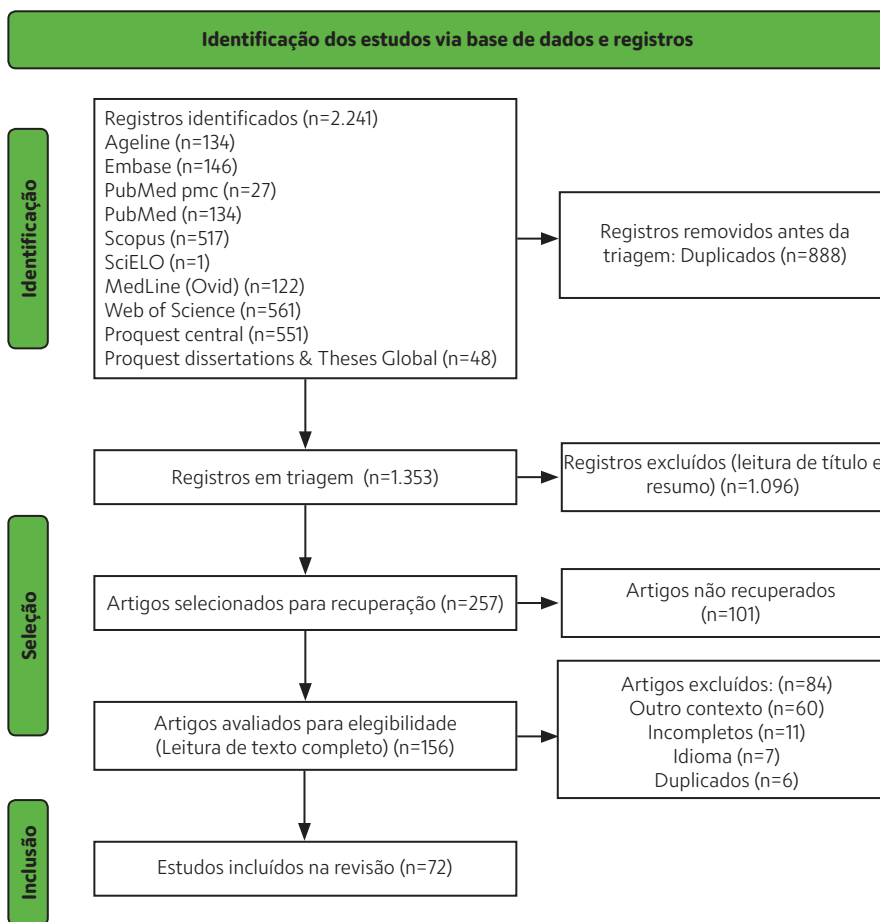 Identificação dos estudos via base de dados e registros
Identificação
Registros identificados (n=2.241)
Ageline (n=134)
Embase (n=146)
PubMed pmc (n=27)
PubMed (n=134)
Scopus (n=517)
SciELO (n=1)
MedLine (Ovid) (n=122)
Web of Science (n=561)
Proquest central (n=551)
Proquest dissertations & Theses Global (n=48)
Registros removidos antes da
triagem: Duplicados (n=888)
Registros em triagem (n=1.353)
Registros excluídos (leitura de título e
resumo) (n=1.096)
Seleção
Artigos selecionados para recuperação (n=257)
Artigos não recuperados
(n=101)
Artigos avaliados para elegibilidade
(Leitura de texto completo) (n=156)
Artigos excluídos: (n=84)
Outro contexto (n=60)
Incompletos (n=11)
Idioma (n=7)
Duplicados (n=6)
Inclusão
Estudos incluídos na revisão (n=72)